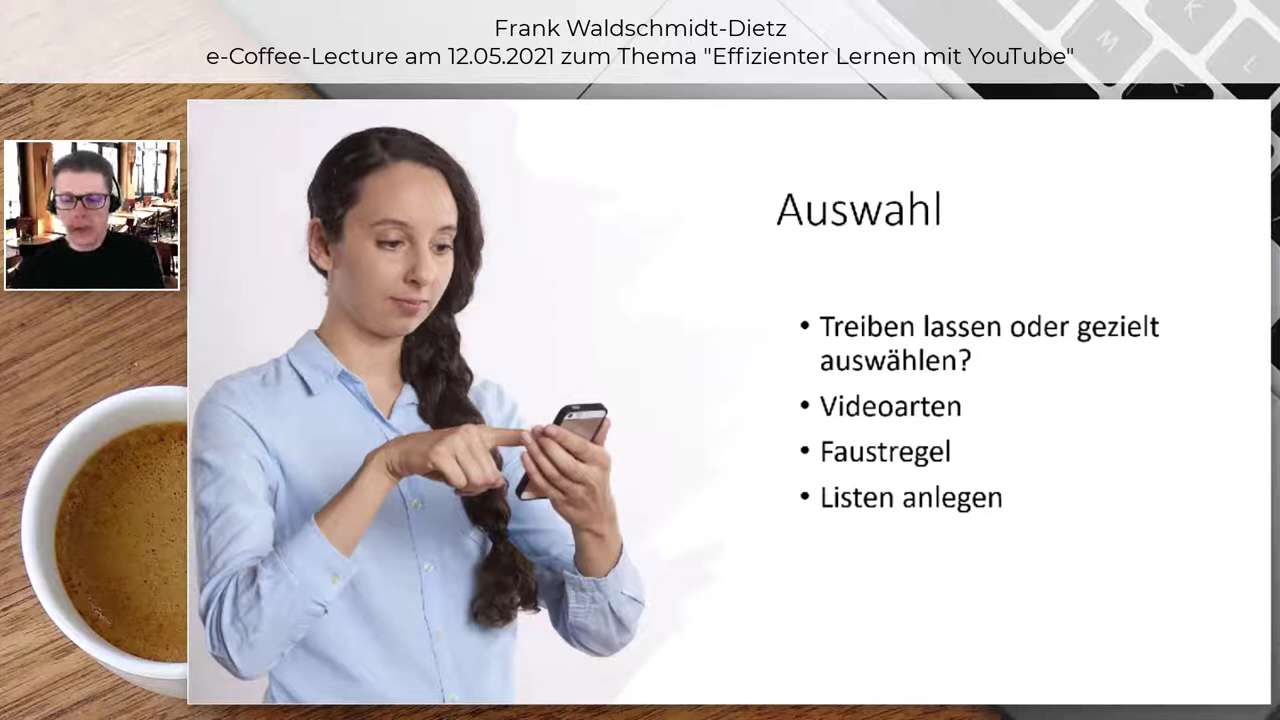 Frank Waldschmidt-Dietz
e-Coffee-Lecture am 12.05.2021 zum Thema "Effizienter Lernen mit YouTube"
K
M
L
Auswahl
• Treiben lassen oder gezielt
auswählen?
• Videoarten
• Faustregel
• Listen anlegen